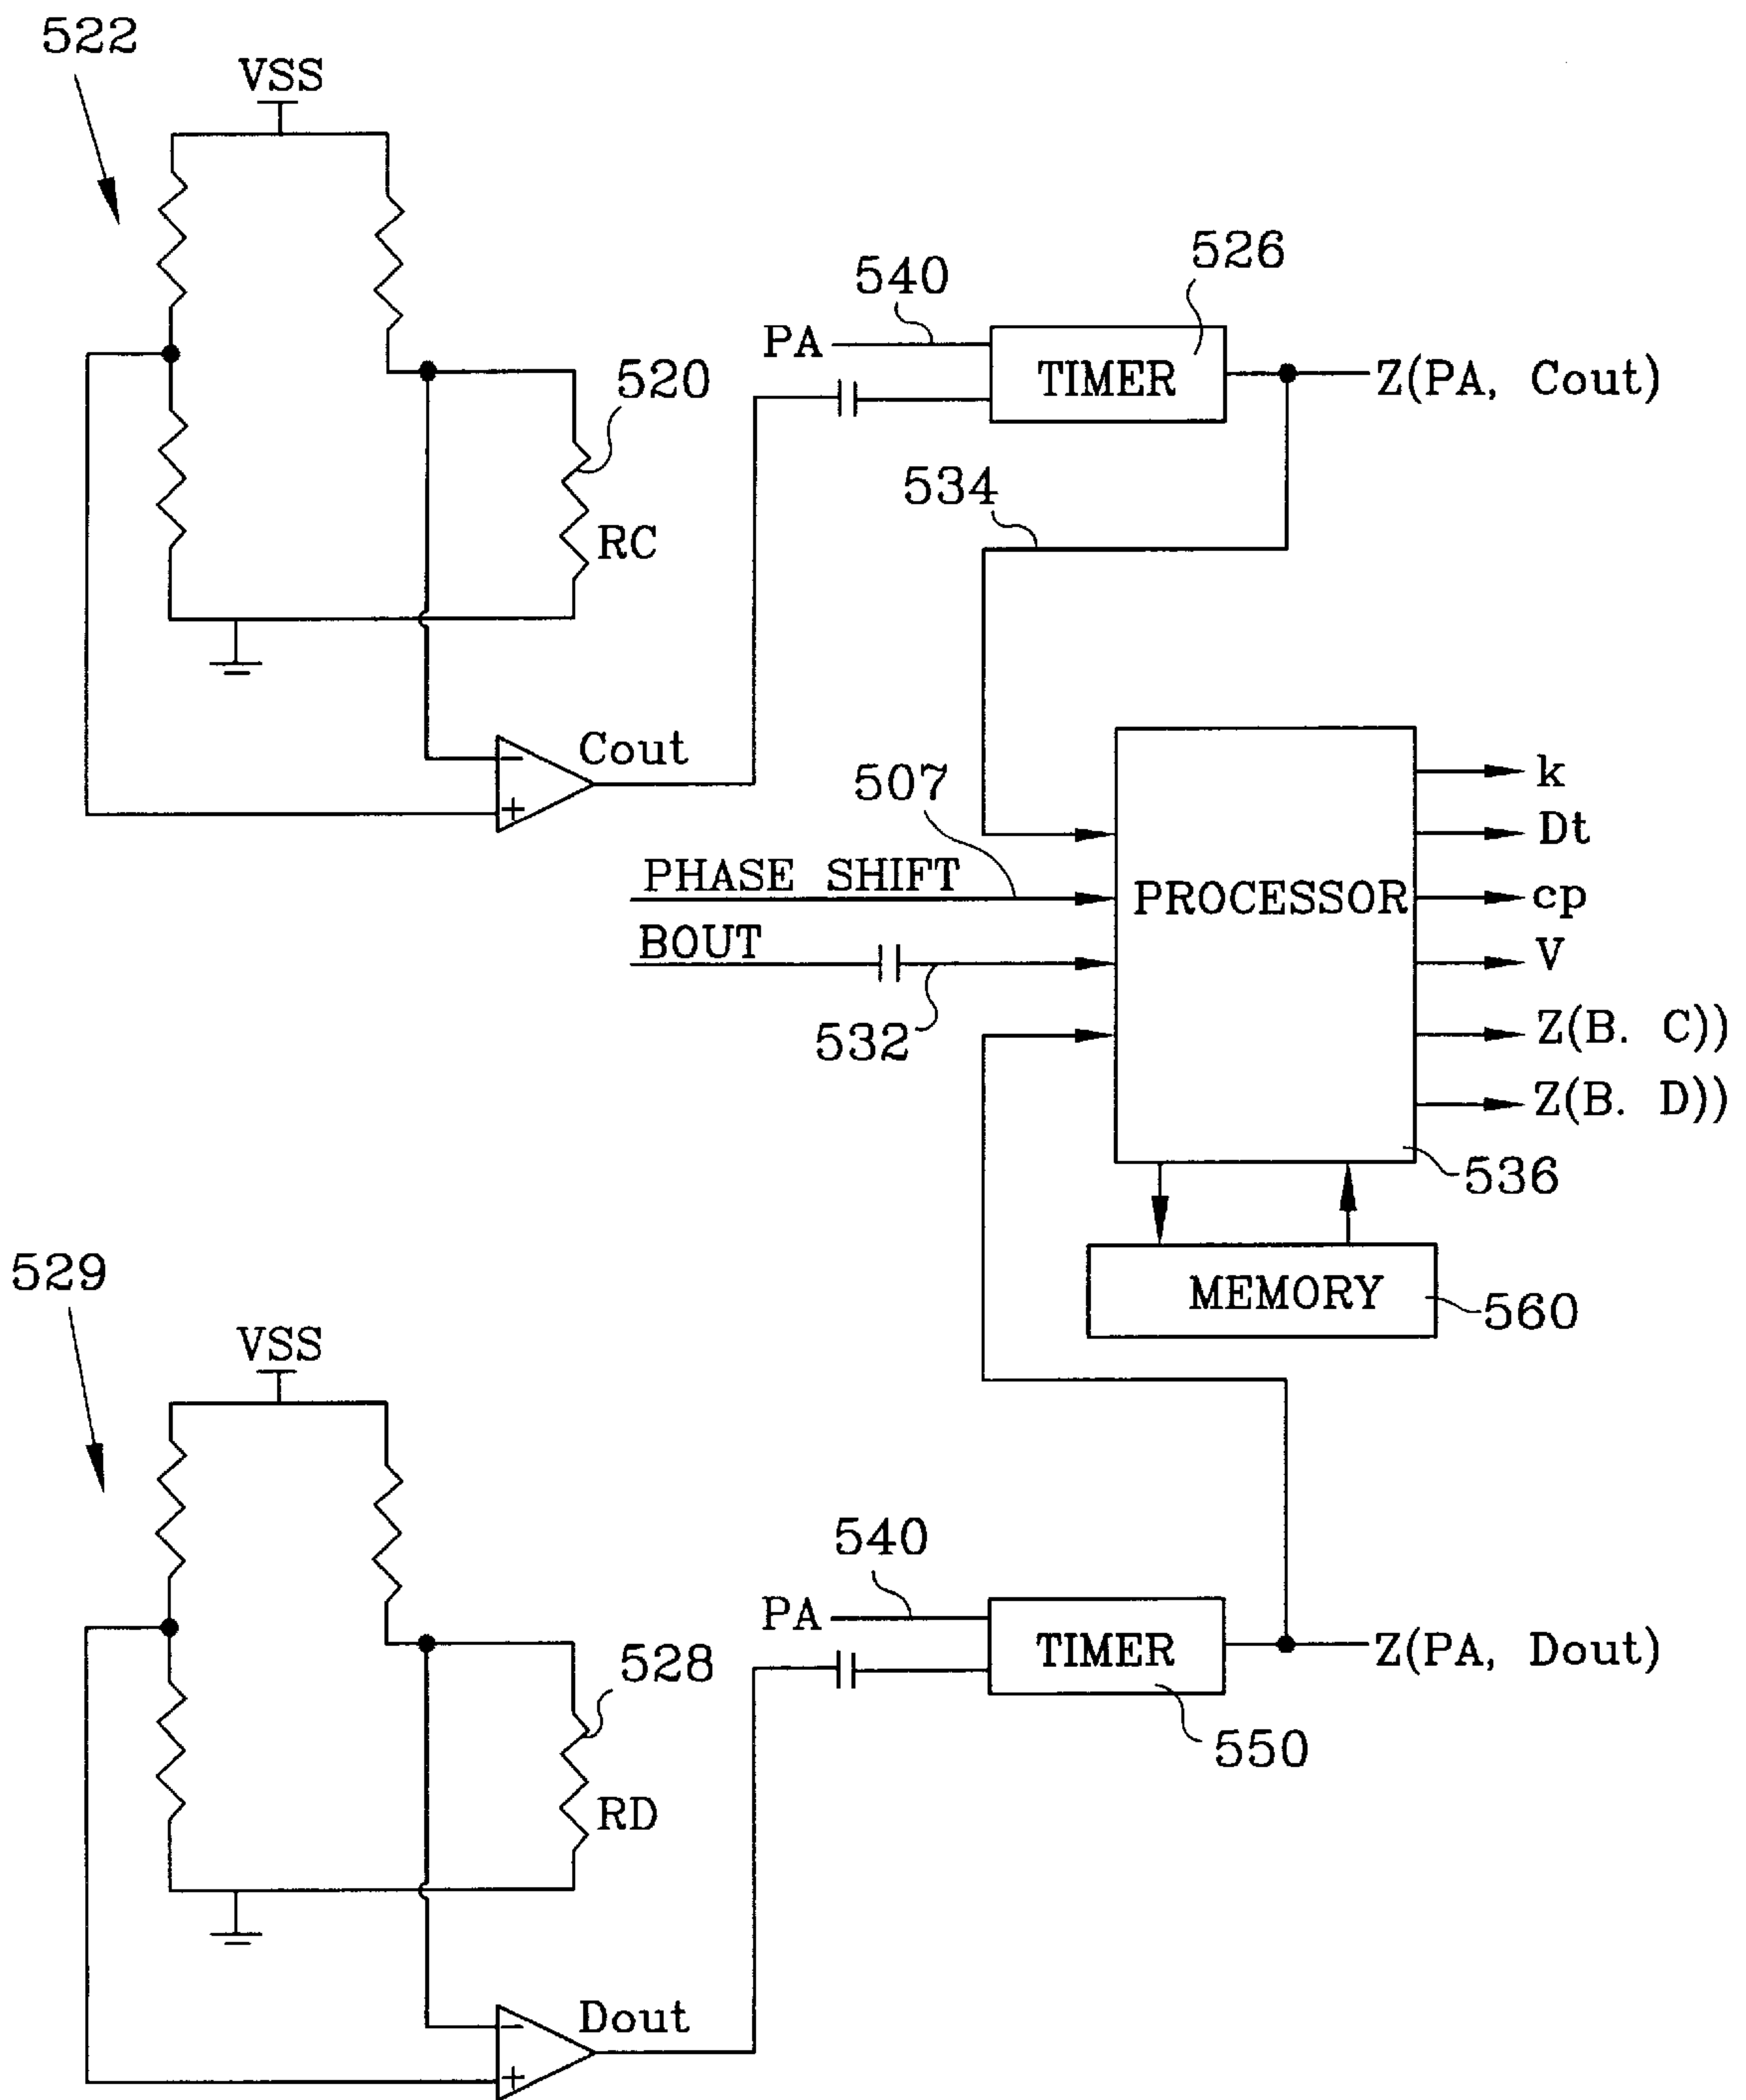 522
VSS
526
540
PA
TIMER
Z(PA, Cout)
520
534
RC
Cout
507
k
Dt
PHASE SHIFT
PROCESSOR
cp
BOUT
V
532
Z(B. C))
Z(B. D))
536
529
MEMORY
560
VSS
540
PA
TIMER
Z(PA, Dout)
528
550
RD
Dout